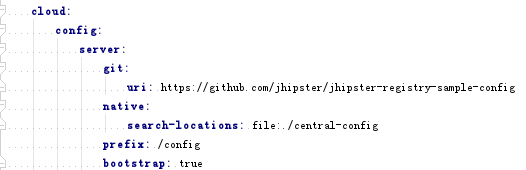 cloud:
config:
server:
git:
uri: https://github.com/jhipster/jhipster-registry-sample-config
native:
search-locations: file:./central-config
prefix: /config
bootstrap: true